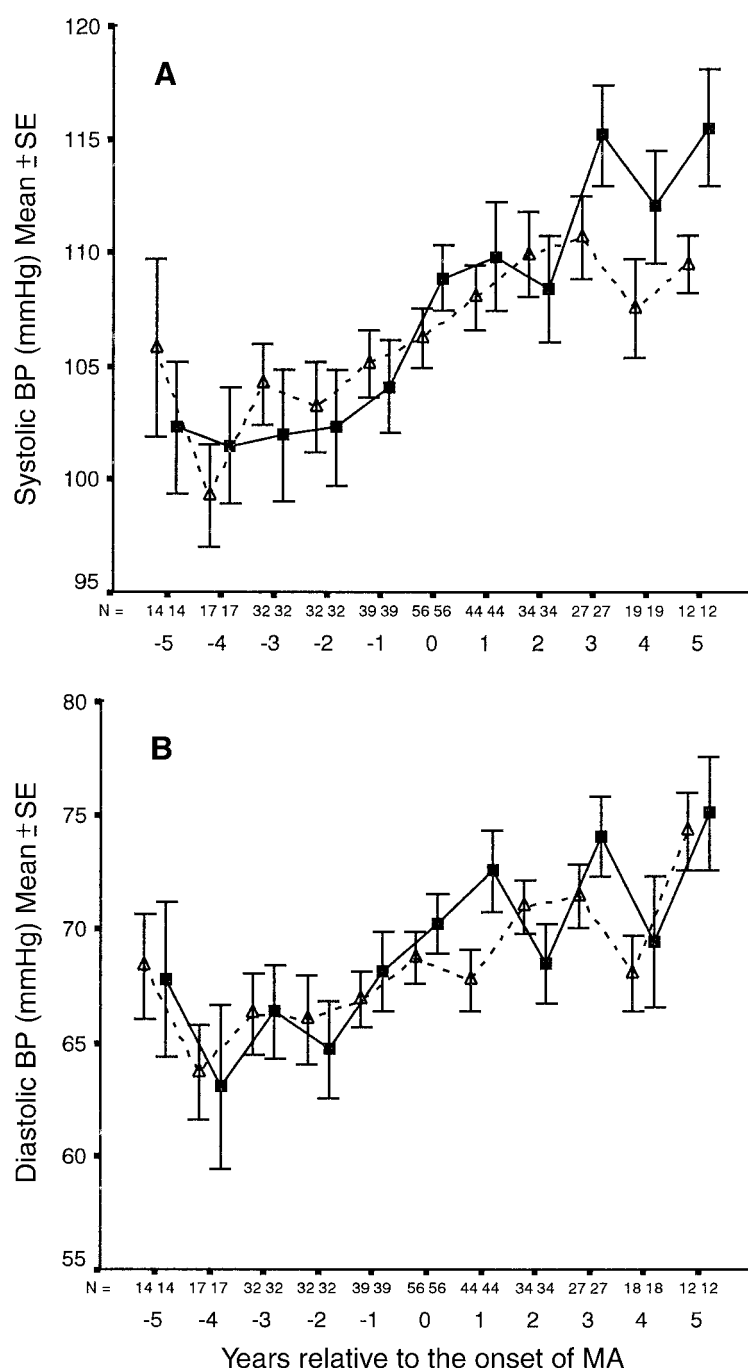 120
A
115
110
105
100
95
Systolic BP (mmHg) Mean ± SE
N = 14 14 17 17 32 32 32 32 39 39 56 56 44 44 34 34 27 27 19 19 12 12
-5 -4 -3 -2 -1 0 1 2 3 4 5
80
B
75
70
65
60
55
Diastolic BP (mmHg) Mean ± SE
N = 14 14 17 17 32 32 32 32 39 39 56 56 44 44 34 34 27 27 18 18 12 12
-5 -4 -3 -2 -1 0 1 2 3 4 5
Years relative to the onset of MA